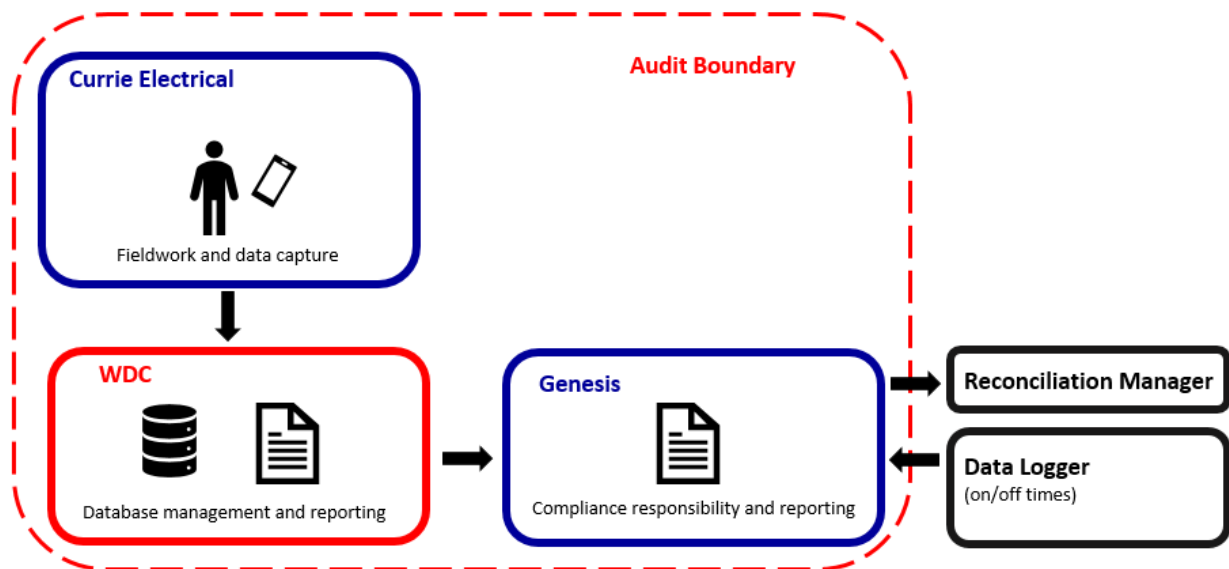 Currie Electrical
Audit Boundary
Fieldwork and data capture
WDC
Database management and reporting
Genesis
Compliance responsibility and reporting
Reconciliation Manager
Data Logger
(on/off times)